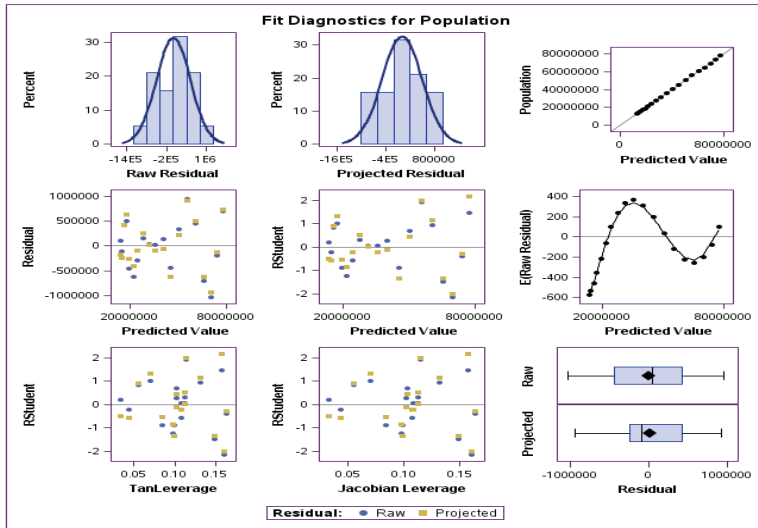 Fit Diagnostics for Population
Percent
30
20
10
0
-14E5 -2E5 1E6
Raw Residual
Percent
30
20
10
0
-16E5 -4E5 800000
Projected Residual
Population
80000000
60000000
40000000
20000000
0
0 80000000
Predicted Value
Residual
1000000
500000
0
-500000
-1000000
20000000 80000000
Predicted Value
RStudent
2
1
0
-1
-2
20000000 80000000
Predicted Value
E(Raw Residual)
400
200
0
-200
-400
-600
20000000 80000000
Predicted Value
RStudent
2
1
0
-1
-2
0.05 0.10 0.15
TanLeverage
RStudent
2
1
0
-1
-2
0.05 0.10 0.15
Jacobian Leverage
Raw
Projected
-1000000 0 1000000
Residual
Residual: Raw Projected